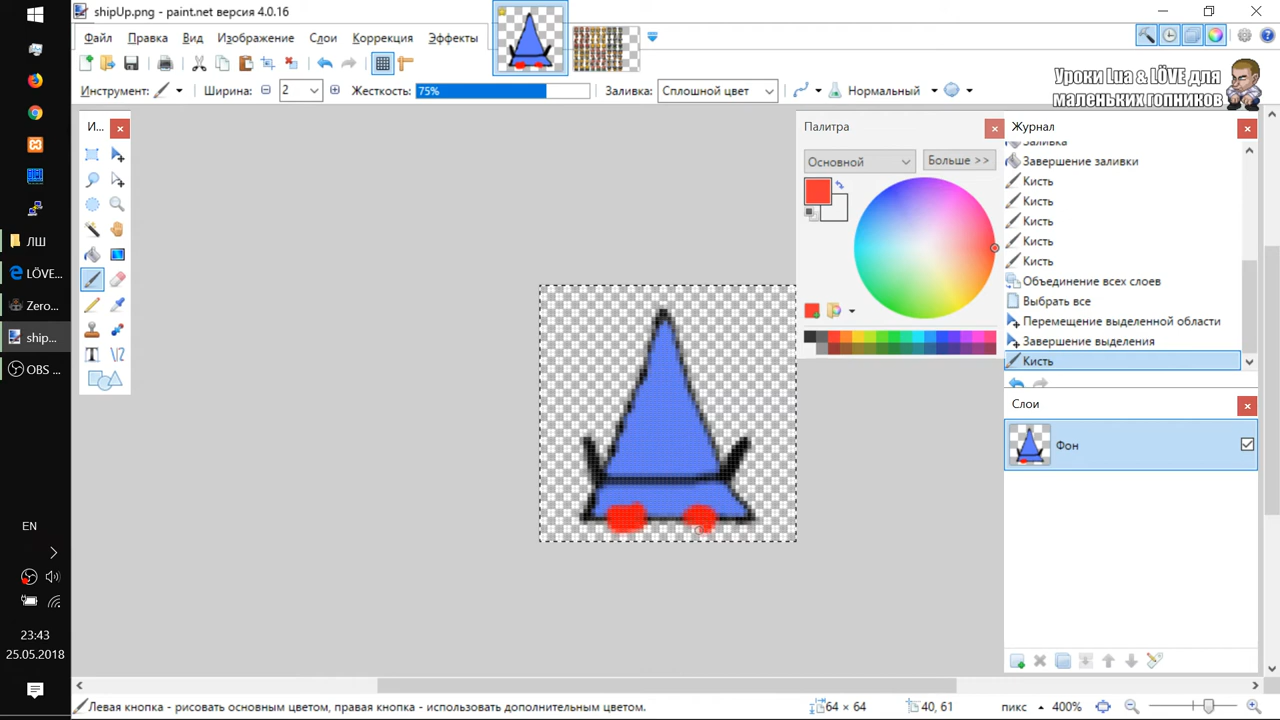 shipUp.png - paint.net версия 4.0.16
Файл Правка Вид Изображение Слои Коррекция Эффекты
Инструмент: Ширина: 2 Жесткость: 75% Заливка: Сплошной цвет Нормальный
Уроки Lua & LÖVE для
маленьких гопников
И...
Палитра
Основной
Больше >>
Журнал
Заливка
Завершение заливки
Кисть
Кисть
Кисть
Кисть
Кисть
Объединение всех слоев
Выбрать все
Перемещение выделенной области
Завершение выделения
Кисть
Слои
Фон
ЛШ
LÖVE...
Zero...
ship...
OBS ...
EN
23:43
25.05.2018
Левая кнопка - рисовать основным цветом, правая кнопка - использовать дополнительным цветом.
64 × 64
40, 61
пикс
400%